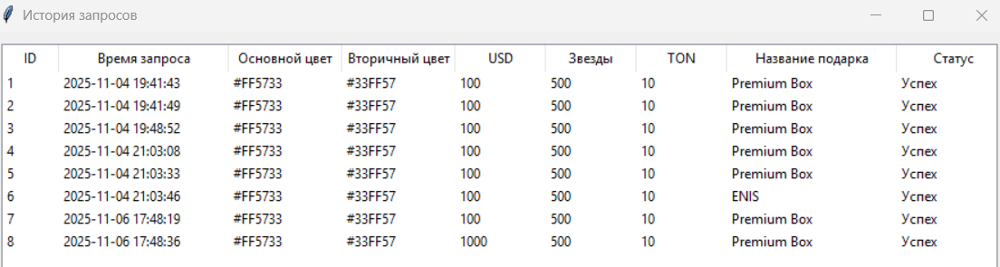 История запросов
ID Время запроса Основной цвет Вторичный цвет USD Звезды TON Название подарка Статус
1 2025-11-04 19:41:43 #FF5733 #33FF57 100 500 10 Premium Box Успех
2 2025-11-04 19:41:49 #FF5733 #33FF57 100 500 10 Premium Box Успех
3 2025-11-04 19:48:52 #FF5733 #33FF57 100 500 10 Premium Box Успех
4 2025-11-04 21:03:08 #FF5733 #33FF57 100 500 10 Premium Box Успех
5 2025-11-04 21:03:33 #FF5733 #33FF57 100 500 10 Premium Box Успех
6 2025-11-04 21:03:46 #FF5733 #33FF57 100 500 10 ENIS Успех
7 2025-11-06 17:48:19 #FF5733 #33FF57 100 500 10 Premium Box Успех
8 2025-11-06 17:48:36 #FF5733 #33FF57 1000 500 10 Premium Box Успех